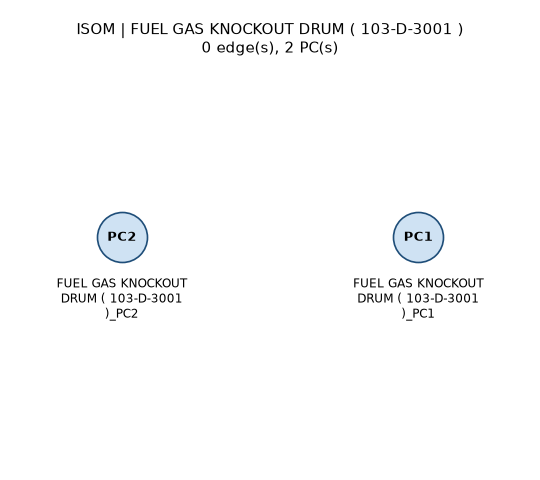 ISOM | FUEL GAS KNOCKOUT DRUM ( 103-D-3001 )
0 edge(s), 2 PC(s)
PC2
PC1
FUEL GAS KNOCKOUT
DRUM ( 103-D-3001
)_PC2
FUEL GAS KNOCKOUT
DRUM ( 103-D-3001
)_PC1